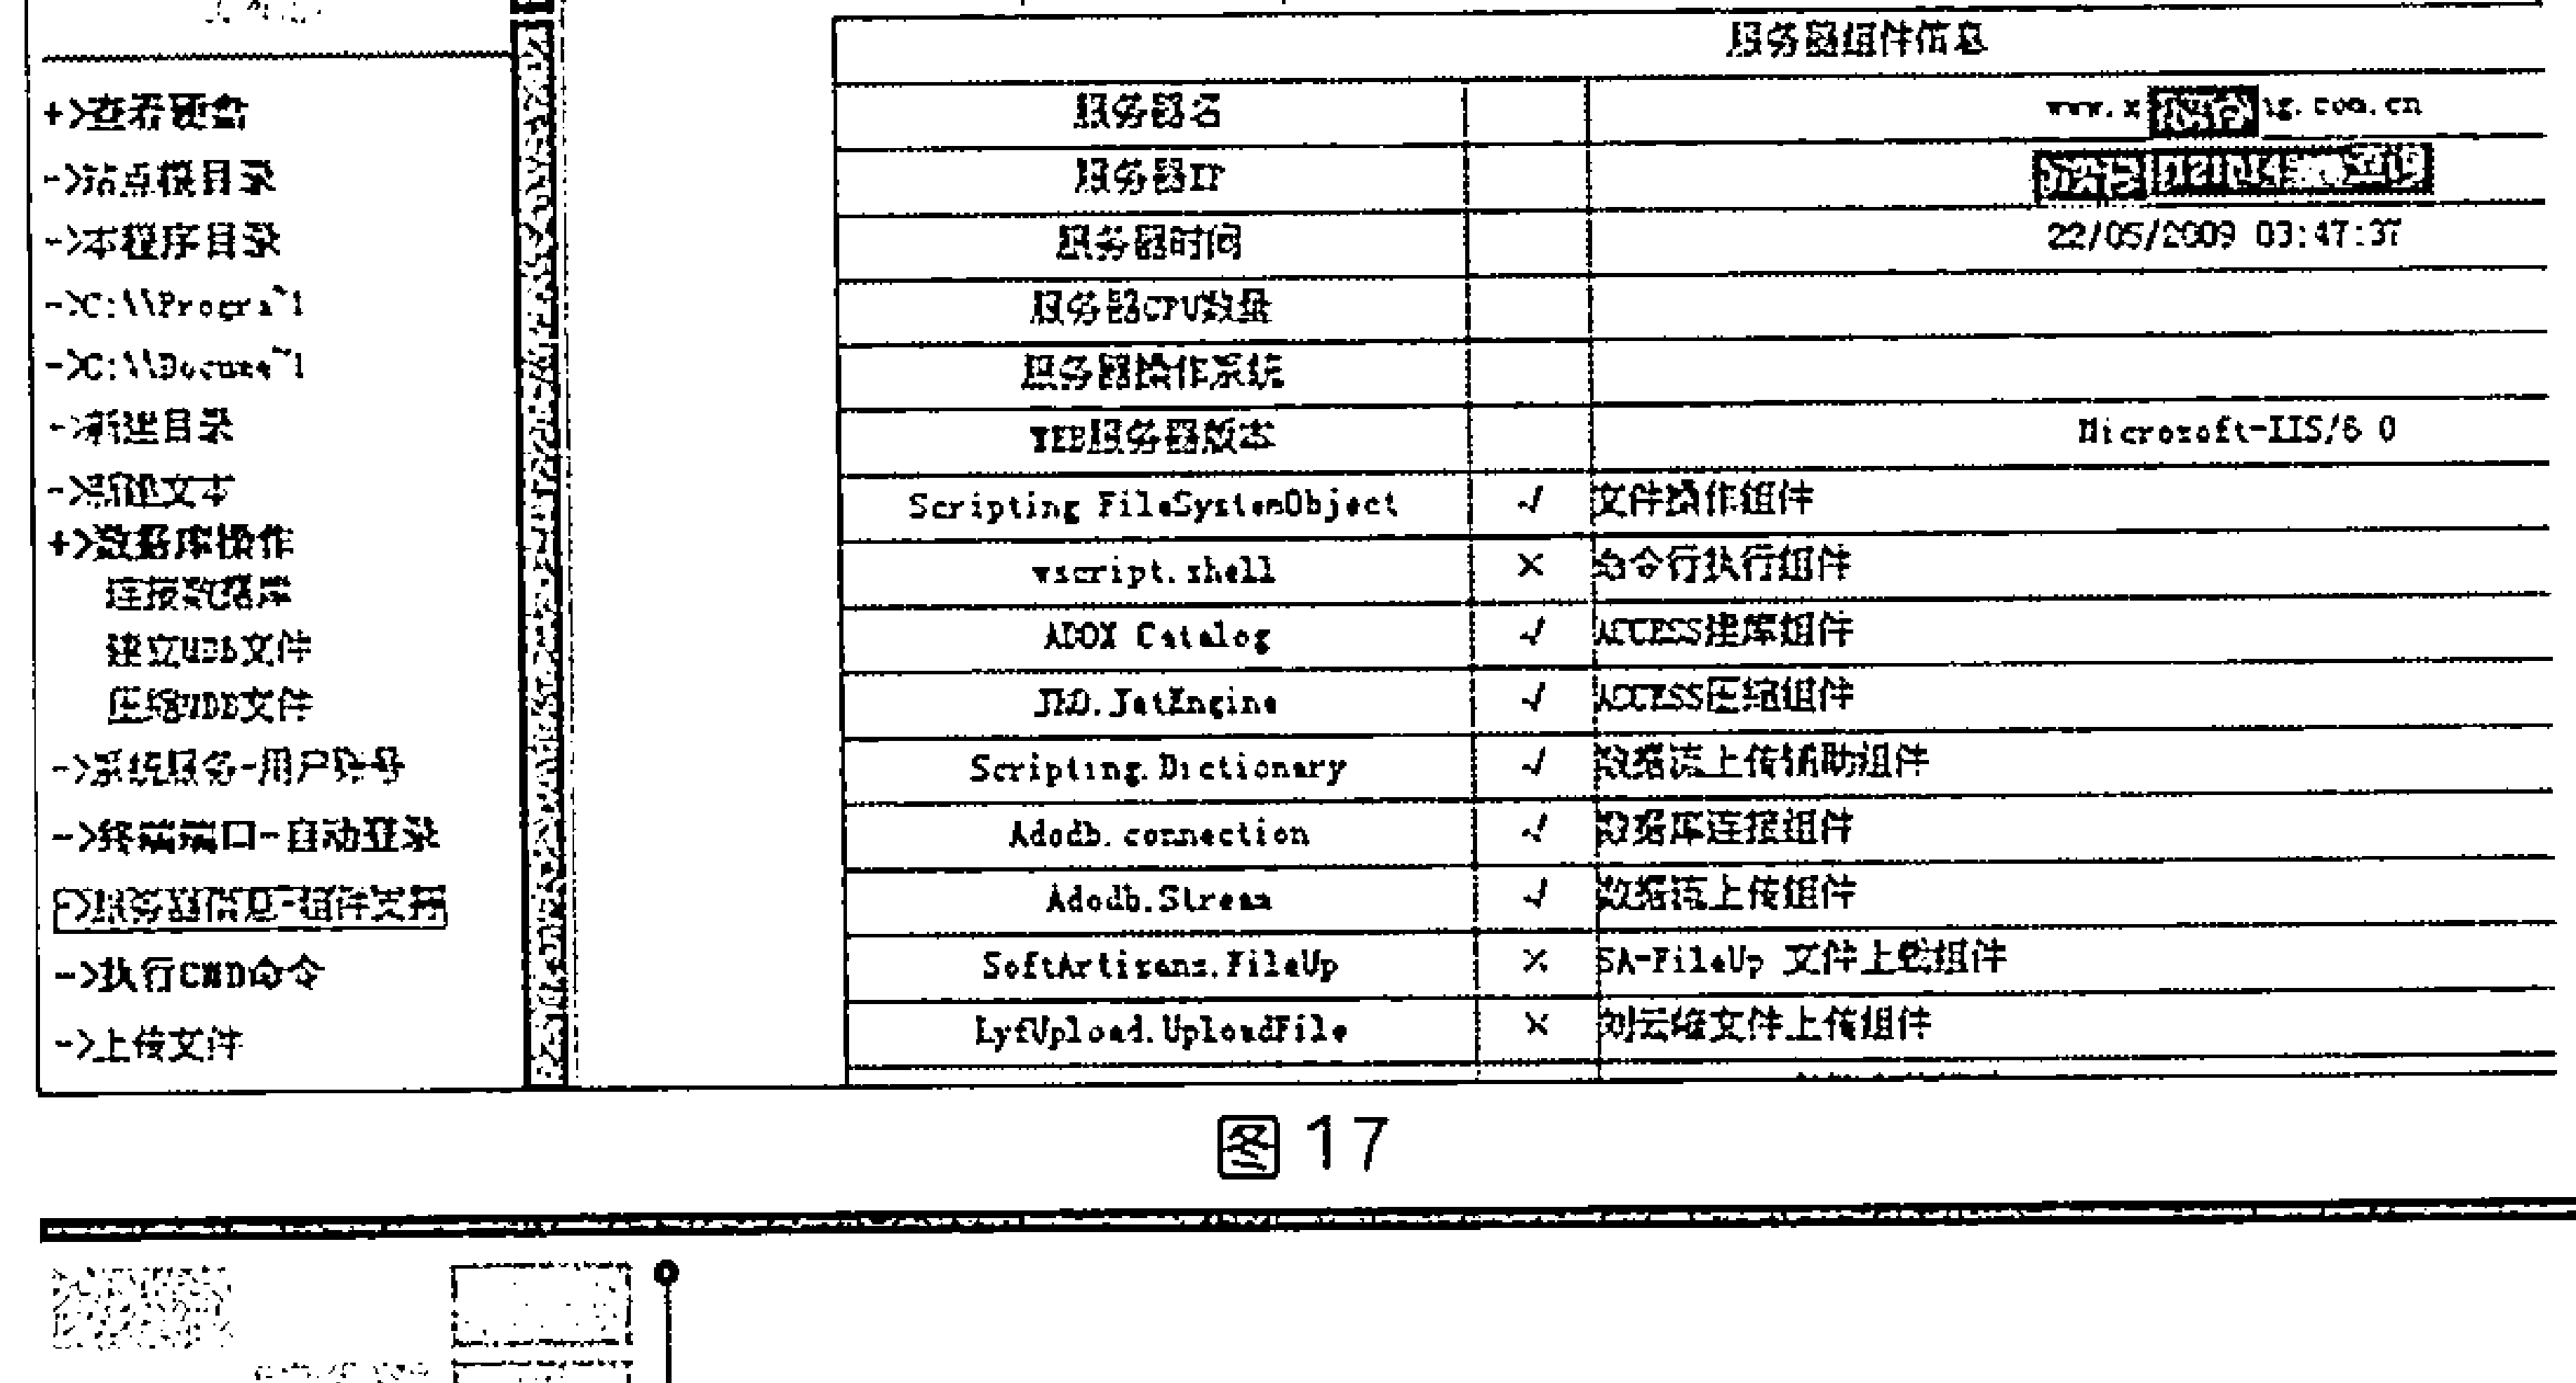 +>查看硬盘
->站点根目录
->本程序目录
->C:\\Progra~1
->C:\\Docume~1
->新建目录
->新建文本
+>数据库操作
连接数据库
建立MDB文件
压缩MDB文件
->系统服务-用户账号
->终端端口-自动登录
->服务器信息-组件支持
->执行CMD命令
->上传文件
服务器组件信息
服务器名 www.x ig.com.cn
服务器IP
服务器时间 22/05/2009 03:47:37
服务器CPU数量
服务器操作系统
WEB服务器版本 Microsoft-IIS/6.0
Scripting.FileSystemObject √ 文件操作组件
wscript.shell × 命令行执行组件
ADOX.Catalog √ ACCESS建库组件
JRO.JetEngine √ ACCESS压缩组件
Scripting.Dictionary √ 数据流上传辅助组件
Adodb.connection √ 数据库连接组件
Adodb.Stream √ 数据流上传组件
SoftArtisans.FileUp × SA-FileUp 文件上载组件
LyfUpload.UploadFile × 刘云峰文件上传组件
图 17